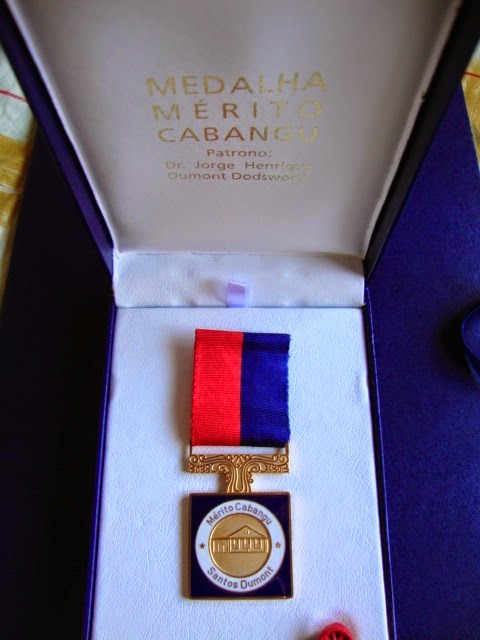 MEDALHA
MÉRITO
CABANGU
Patrono:
Dr. Jorge Henrique
Dumont Dodsworth
Mérito Cabangu
Santos Dumont